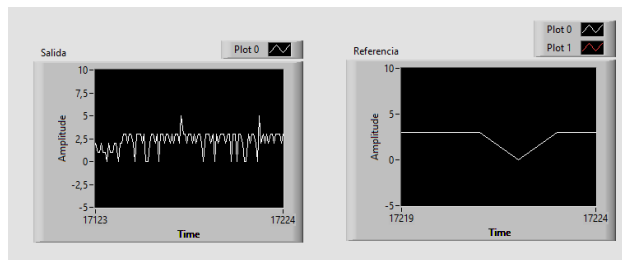 Salida
Plot 0
10
7,5
5
2,5
0
-2,5
-5
Amplitude
17123
17224
Time
Referencia
Plot 0
Plot 1
10
5
0
-5
Amplitude
17219
17224
Time